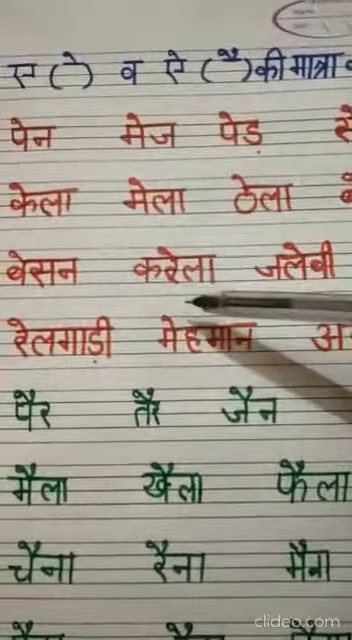 ए (े) व ऐ (ै) की मात्रा
पेन मेज पेड़
केला मेला ठेला
बेसन करेला जलेबी
रेलगाड़ी मेहमान
पैर तैर जैन
मैला खैला फैला
चैना रैना मैना
clideo.com